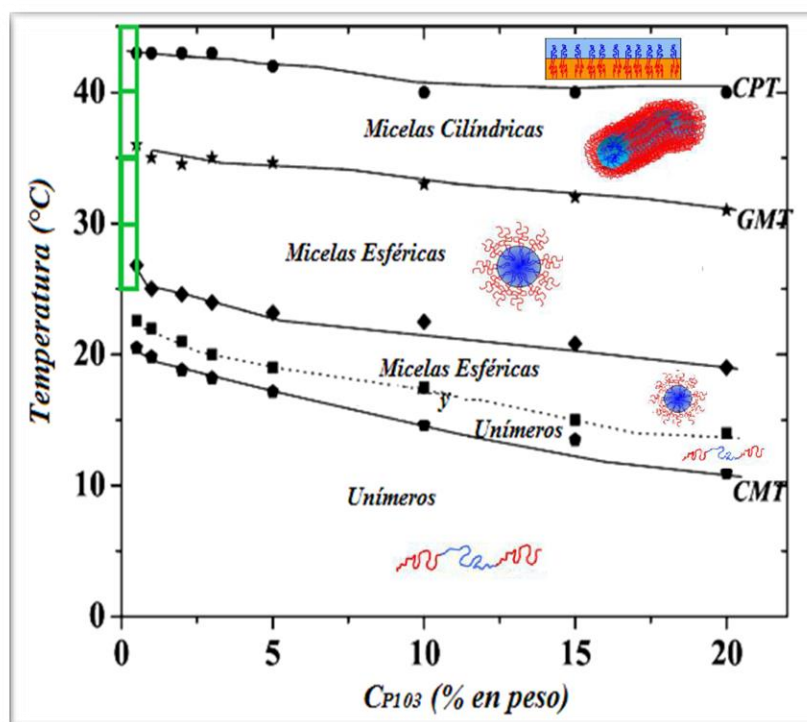 40
30
20
10
0
Temperatura (°C)
CPT
Micelas Cilíndricas
GMT
Micelas Esféricas
Micelas Esféricas
y
Unímeros
CMT
Unímeros
0 5 10 15 20
CP103 (% en peso)